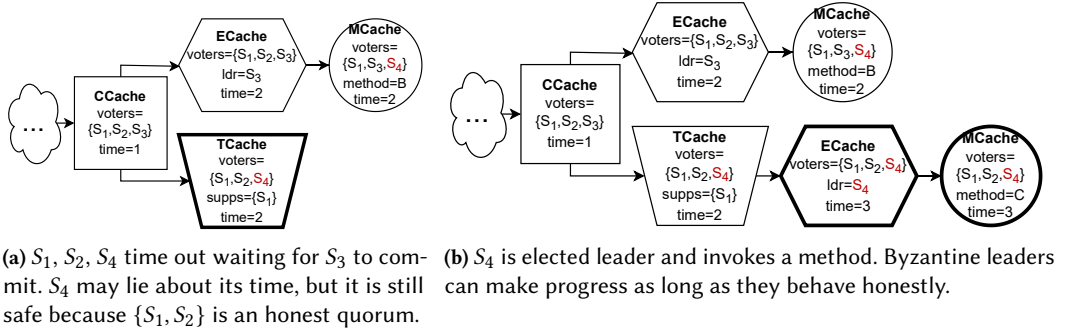 ECache
voters={S₁,S₂,S₃}
ldr=S₃
time=2
MCache
voters=
{S₁,S₃,S₄}
method=B
time=2
...
CCache
voters=
{S₁,S₂,S₃}
time=1
TCache
voters=
{S₁,S₂,S₄}
supps={S₁}
time=2
(a) S₁, S₂, S₄ time out waiting for S₃ to com-
mit. S₄ may lie about its time, but it is still
safe because {S₁, S₂} is an honest quorum.
ECache
voters={S₁,S₂,S₃}
ldr=S₃
time=2
MCache
voters=
{S₁,S₃,S₄}
method=B
time=2
...
CCache
voters=
{S₁,S₂,S₃}
time=1
TCache
voters=
{S₁,S₂,S₄}
supps={S₁}
time=2
ECache
voters={S₁,S₂,S₄}
ldr=S₄
time=3
MCache
voters=
{S₁,S₂,S₄}
method=C
time=3
(b) S₄ is elected leader and invokes a method. Byzantine leaders
can make progress as long as they behave honestly.